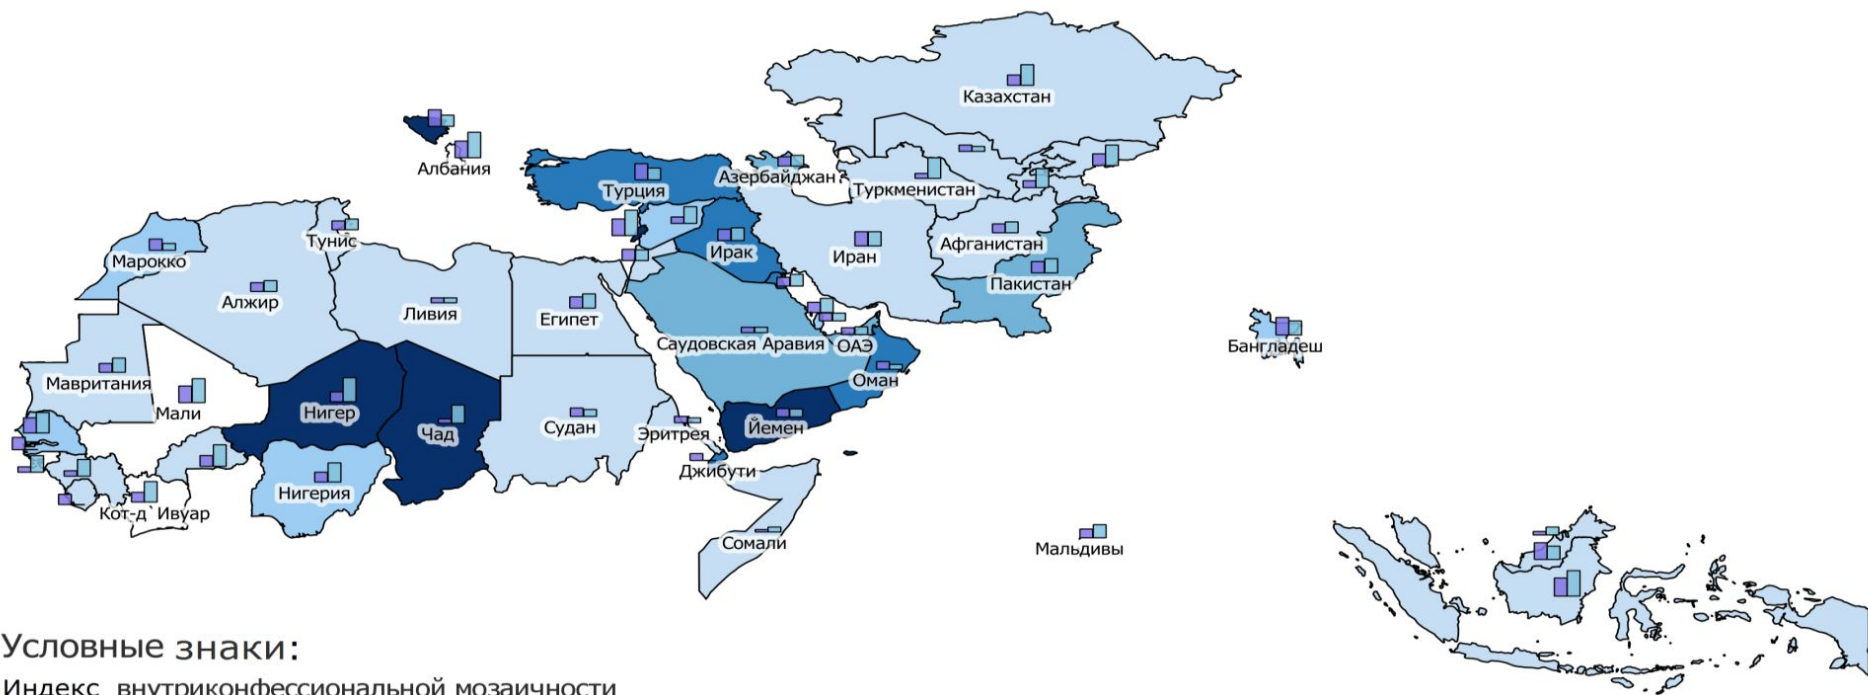 Казахстан
Албания
Турция
Азербайджан
Туркменистан
Тунис
Марокко
Ирак
Иран
Афганистан
Пакистан
Алжир
Ливия
Египет
Саудовская Аравия
ОАЭ
Бангладеш
Оман
Мавритания
Мали
Нигер
Чад
Судан
Эритрея
Йемен
Джибути
Нигерия
Кот-д`Ивуар
Сомали
Мальдивы
Условные знаки:
Индекс внутриконфессиональной мозаичности